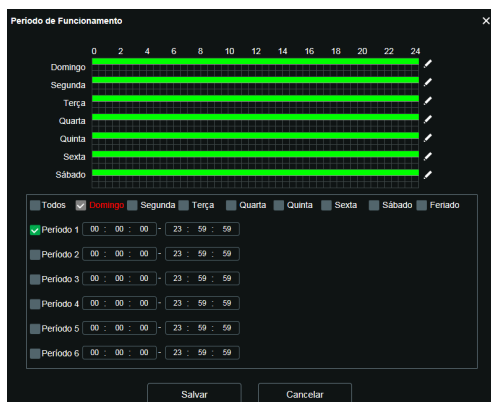 Período de Funcionamento
0 2 4 6 8 10 12 14 16 18 20 22 24
Domingo
Segunda
Terça
Quarta
Quinta
Sexta
Sábado
Todos Domingo Segunda Terça Quarta Quinta Sexta Sábado Feriado
Período 1 00 : 00 : 00 - 23 : 59 : 59
Período 2 00 : 00 : 00 - 23 : 59 : 59
Período 3 00 : 00 : 00 - 23 : 59 : 59
Período 4 00 : 00 : 00 - 23 : 59 : 59
Período 5 00 : 00 : 00 - 23 : 59 : 59
Período 6 00 : 00 : 00 - 23 : 59 : 59
Salvar Cancelar